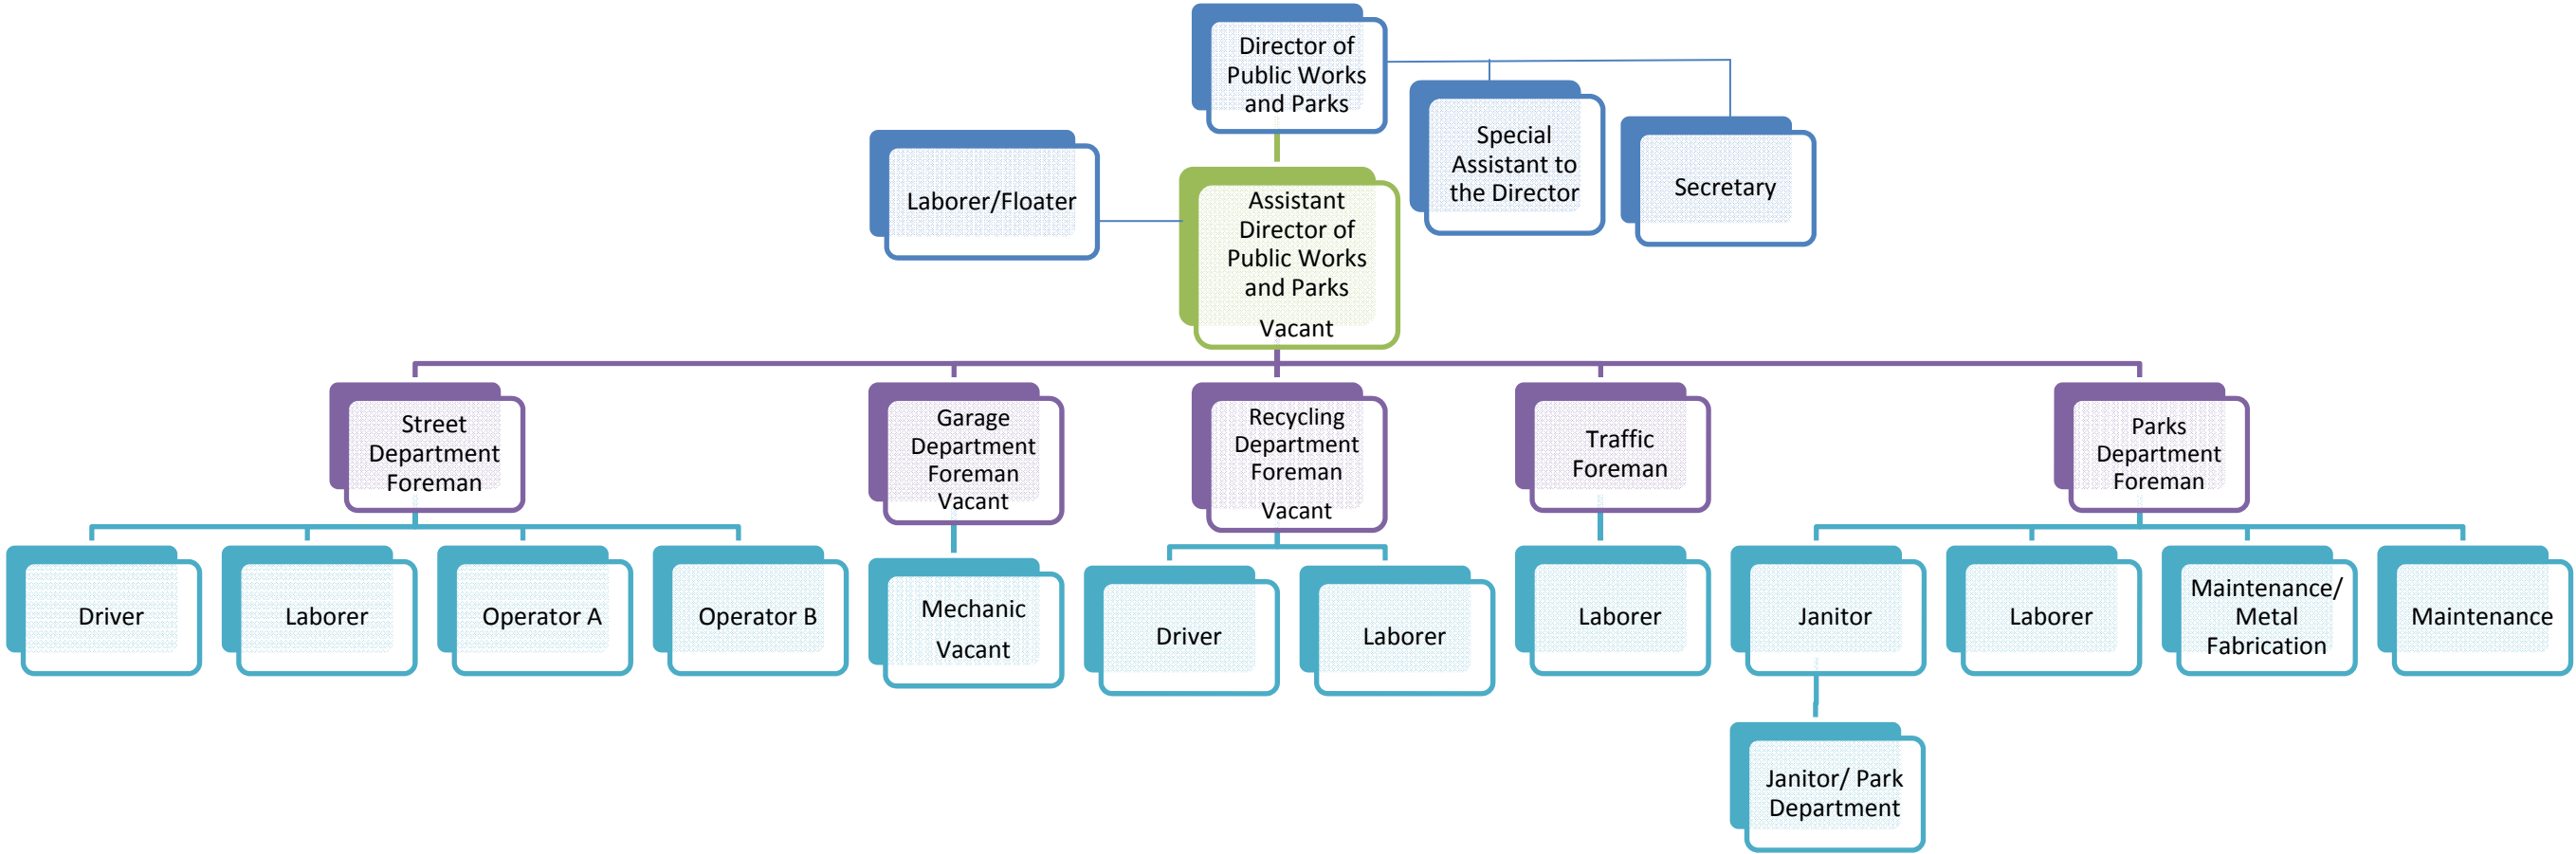 Director of
Public Works
and Parks
Special
Assistant to
the Director
Secretary
Laborer/Floater
Assistant
Director of
Public Works
and Parks
Vacant
Street
Department
Foreman
Garage
Department
Foreman
Vacant
Recycling
Department
Foreman
Vacant
Traffic
Foreman
Parks
Department
Foreman
Driver
Laborer
Operator A
Operator B
Mechanic
Vacant
Driver
Laborer
Laborer
Janitor
Laborer
Maintenance/
Metal
Fabrication
Maintenance
Janitor/ Park
Department